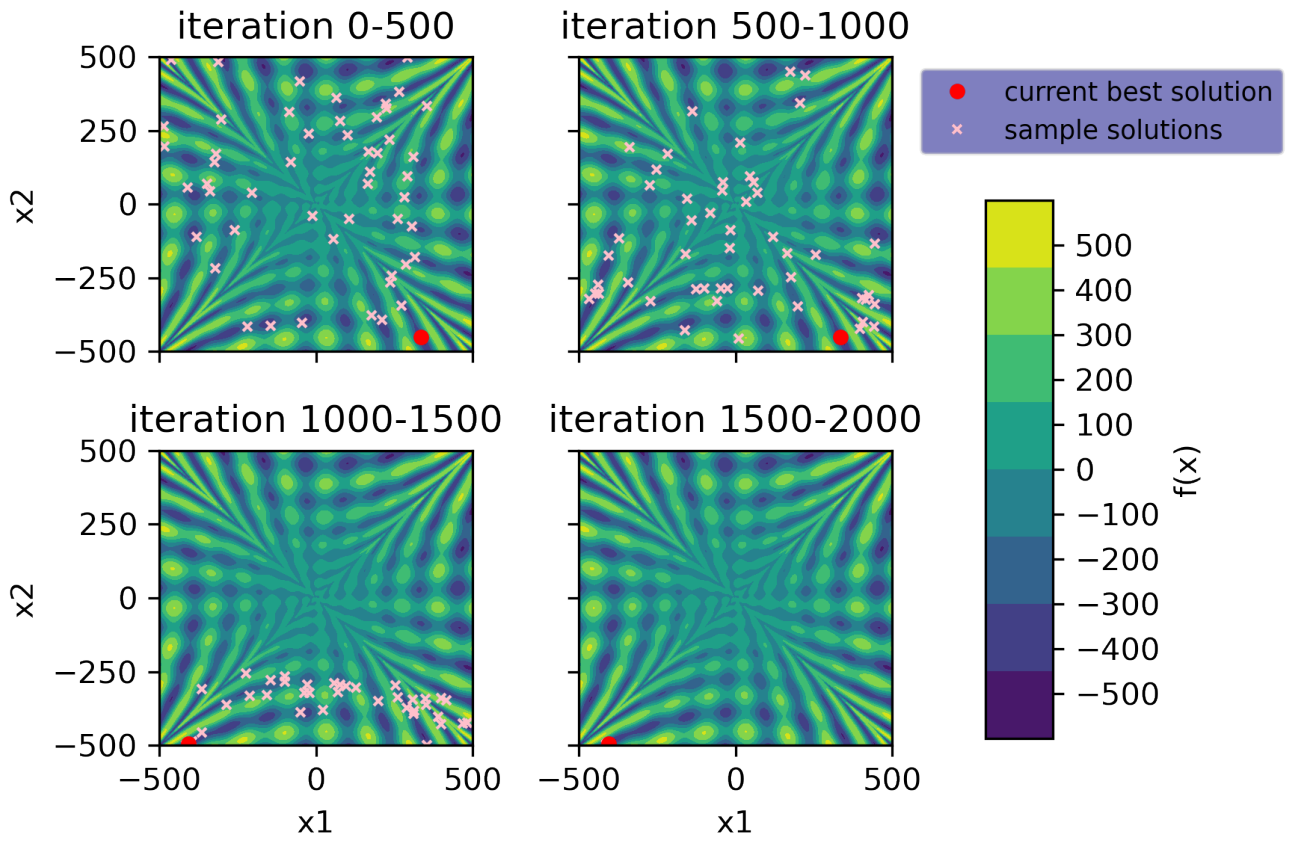 iteration 0-500
iteration 500-1000
500
250
0
−250
−500
x2
current best solution
sample solutions
iteration 1000-1500
iteration 1500-2000
500
250
0
−250
−500
x2
−500 0 500
−500 0 500
x1
x1
500
400
300
200
100
0
−100
−200
−300
−400
−500
f(x)